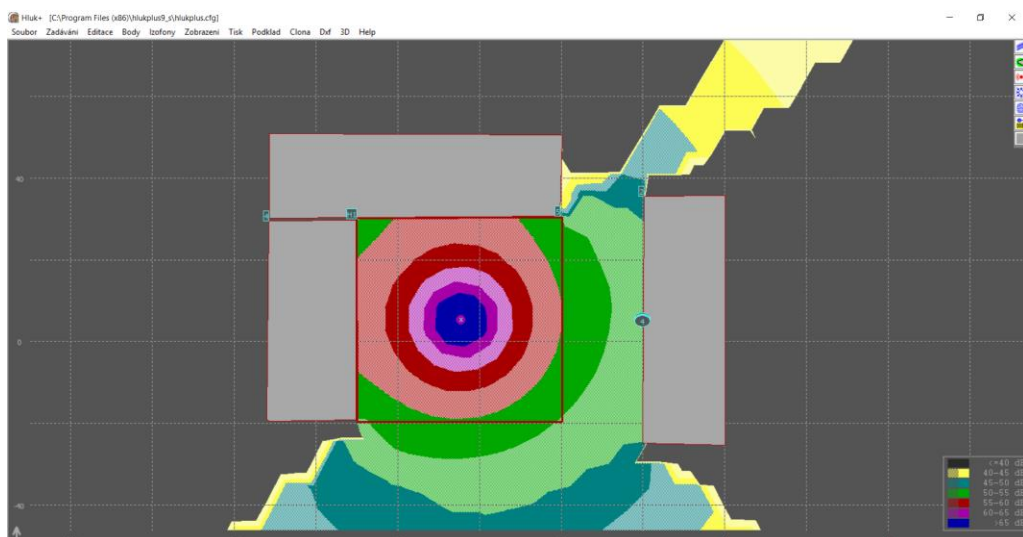 Hluk+ [C:\Program Files (x86)\hlukplus9_s\hlukplus.cfg]
Soubor Zadávání Editace Body Izofony Zobrazení Tisk Podklad Clona Dxf 3D Help
40
0
-40
4
<=40 dB
40-45 dB
45-50 dB
50-55 dB
55-60 dB
60-65 dB
>65 dB